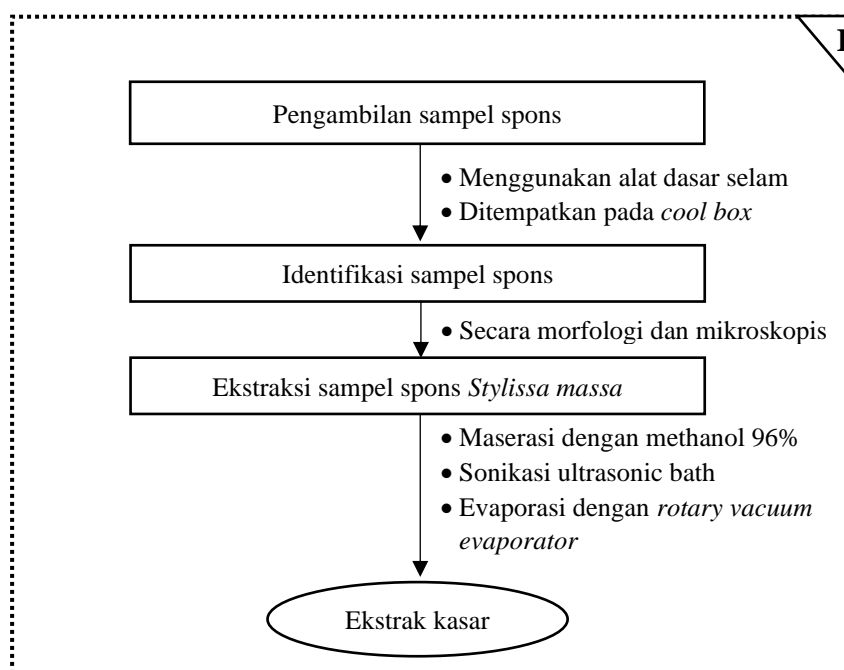 Pengambilan sampel spons
• Menggunakan alat dasar selam
• Ditempatkan pada cool box
Identifikasi sampel spons
• Secara morfologi dan mikroskopis
Ekstraksi sampel spons Stylissa massa
• Maserasi dengan methanol 96%
• Sonikasi ultrasonic bath
• Evaporasi dengan rotary vacuum
evaporator
Ekstrak kasar